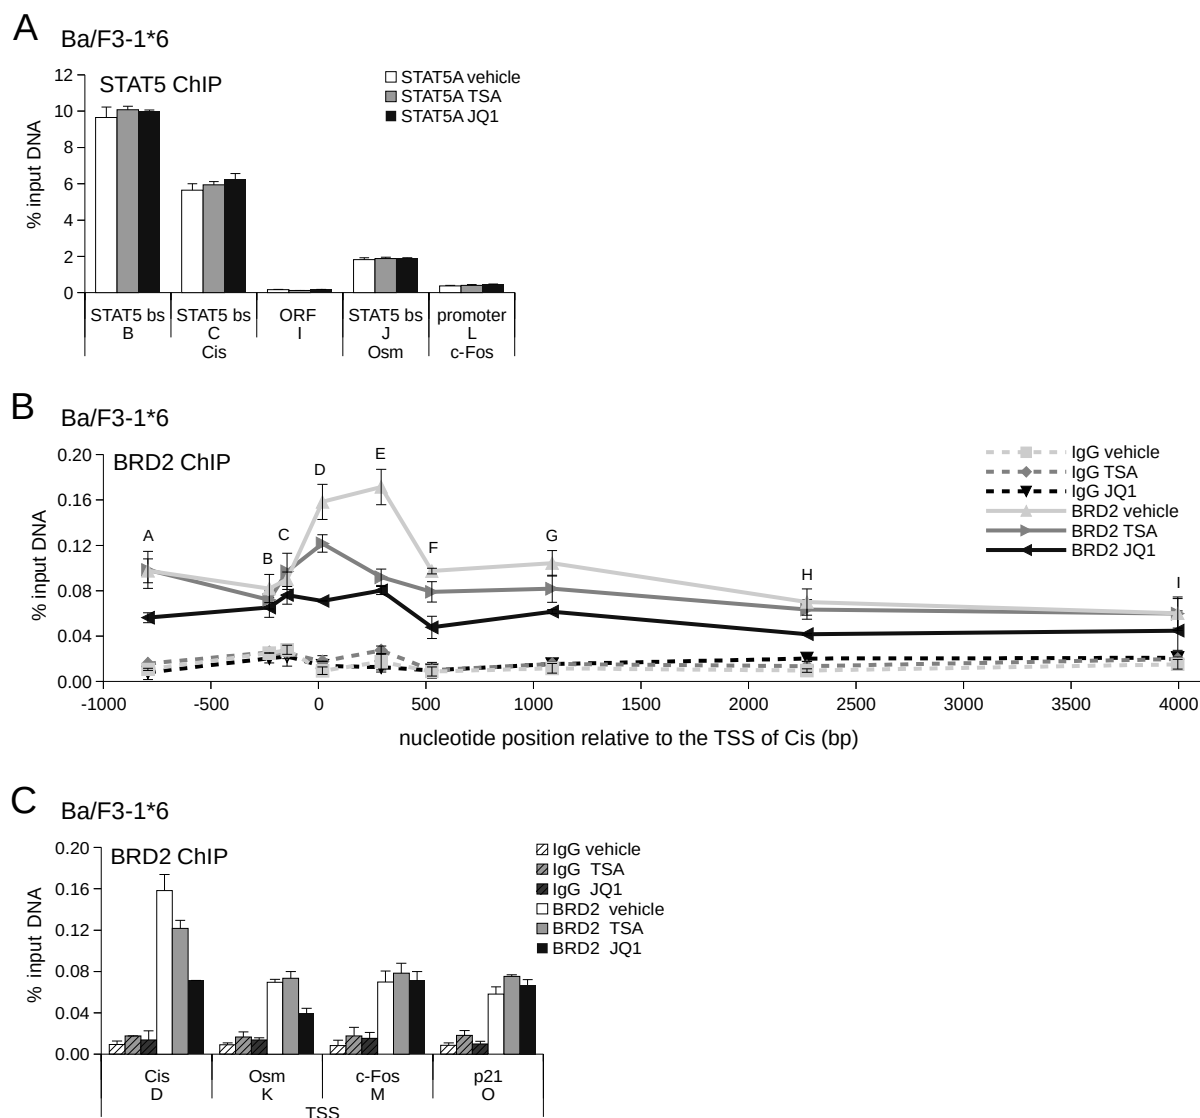 A
Ba/F3-1*6
STAT5 ChIP
STAT5A vehicle
STAT5A TSA
STAT5A JQ1
% input DNA
12
10
8
6
4
2
0
STAT5 bs STAT5 bs ORF STAT5 bs promoter
B C I J L
Cis Osm c-Fos
B
Ba/F3-1*6
BRD2 ChIP
IgG vehicle
IgG TSA
IgG JQ1
BRD2 vehicle
BRD2 TSA
BRD2 JQ1
% input DNA
0.20
0.16
0.12
0.08
0.04
0.00
A B C D E F G H I
-1000 -500 0 500 1000 1500 2000 2500 3000 3500 4000
nucleotide position relative to the TSS of Cis (bp)
C
Ba/F3-1*6
BRD2 ChIP
IgG vehicle
IgG TSA
IgG JQ1
BRD2 vehicle
BRD2 TSA
BRD2 JQ1
% input DNA
0.20
0.16
0.12
0.08
0.04
0.00
Cis Osm c-Fos p21
D K M O
TSS